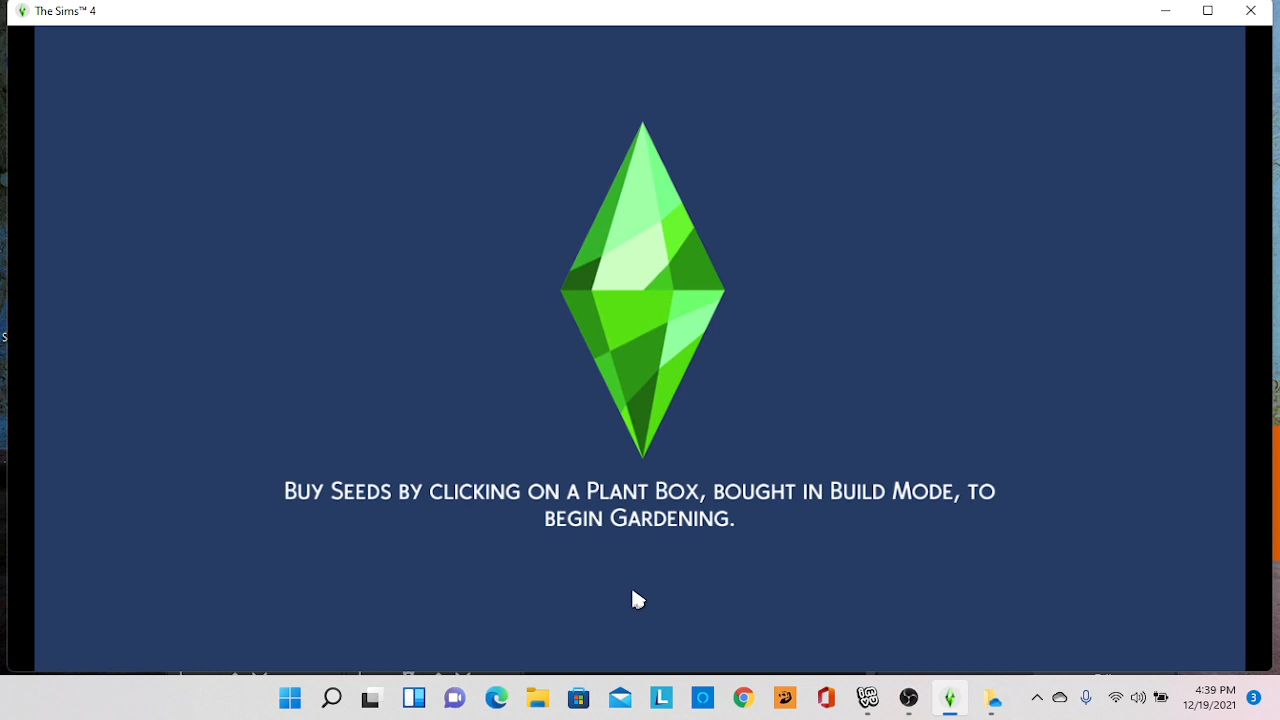 The Sims™ 4
BUY SEEDS BY CLICKING ON A PLANT BOX, BOUGHT IN BUILD MODE, TO
BEGIN GARDENING.
4:39 PM
12/19/2021
3